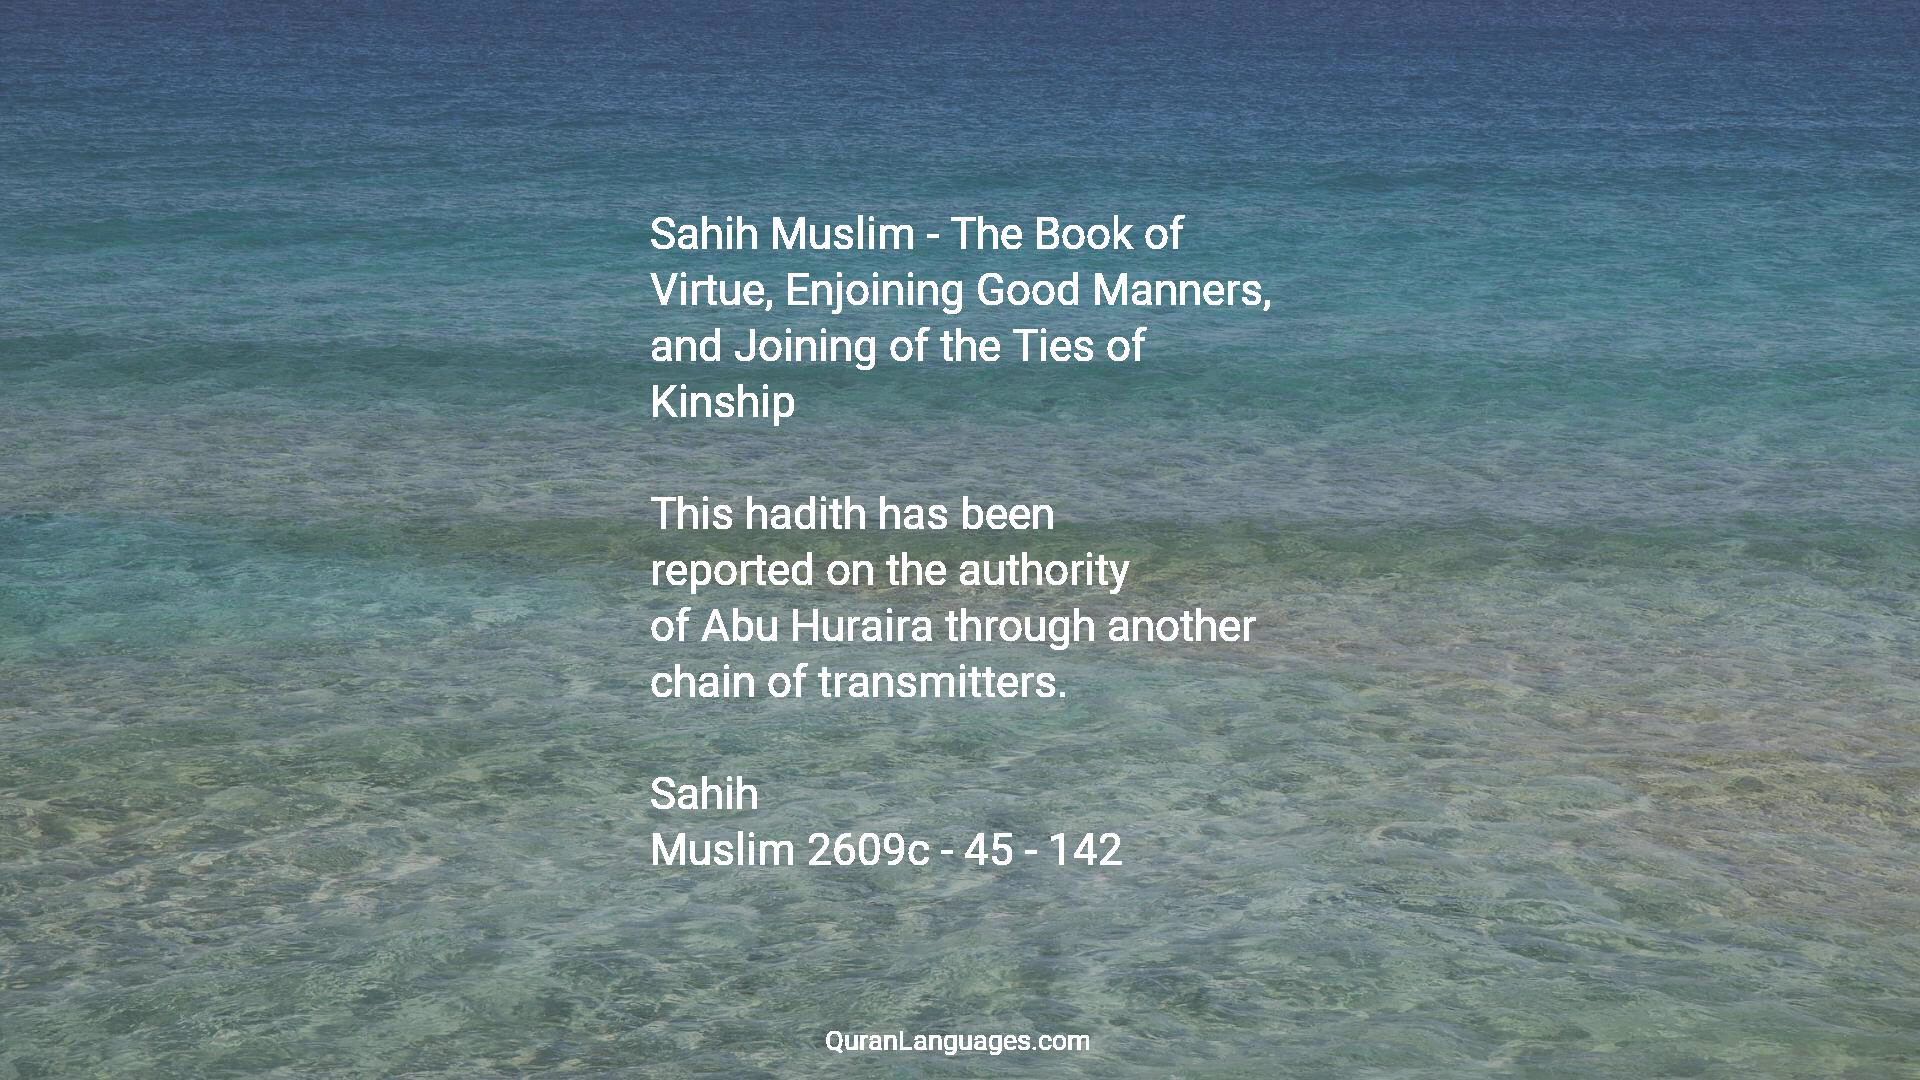 Sahih Muslim - The Book of
Virtue, Enjoining Good Manners,
and Joining of the Ties of
Kinship
This hadith has been
reported on the authority
of Abu Huraira through another
chain of transmitters.
Sahih
Muslim 2609c - 45 - 142
QuranLanguages.com